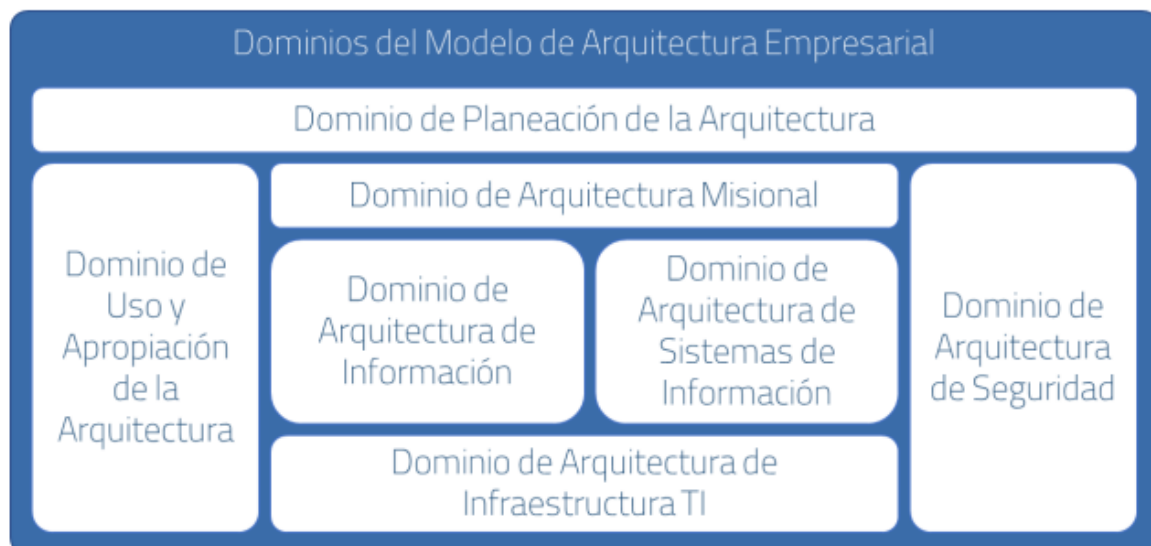 Dominios del Modelo de Arquitectura Empresarial
Dominio de Planeación de la Arquitectura
Dominio de
Uso y
Apropiación
de la
Arquitectura
Dominio de Arquitectura Misional
Dominio de
Arquitectura de
Información
Dominio de
Arquitectura de
Sistemas de
Información
Dominio de Arquitectura de
Infraestructura TI
Dominio de
Arquitectura
de Seguridad